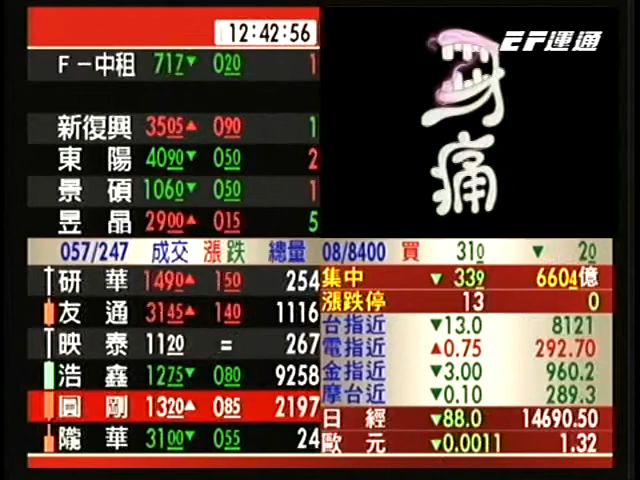 12:42:56
F－中租 717▼ 020 1
新復興 3505▲ 090 1
東陽 4090▼ 050 2
景碩 1060▼ 050 1
昱晶 2900▲ 015 5
EF運通
牙痛
057/247 成交 漲跌 總量
研華 1490▲ 150 254
友通 3145▲ 140 1116
映泰 1120 = 267
浩鑫 1275▼ 080 9258
圓剛 1320▲ 085 2197
隴華 3100▼ 055 24
08/8400 買 310 ▼ 20
集中 ▼ 339 6604億
漲跌停 13 0
台指近 ▼13.0 8121
電指近 ▲0.75 292.70
金指近 ▼3.00 960.2
摩台近 ▼0.10 289.3
日經 ▼88.0 14690.50
歐元 ▼0.0011 1.32